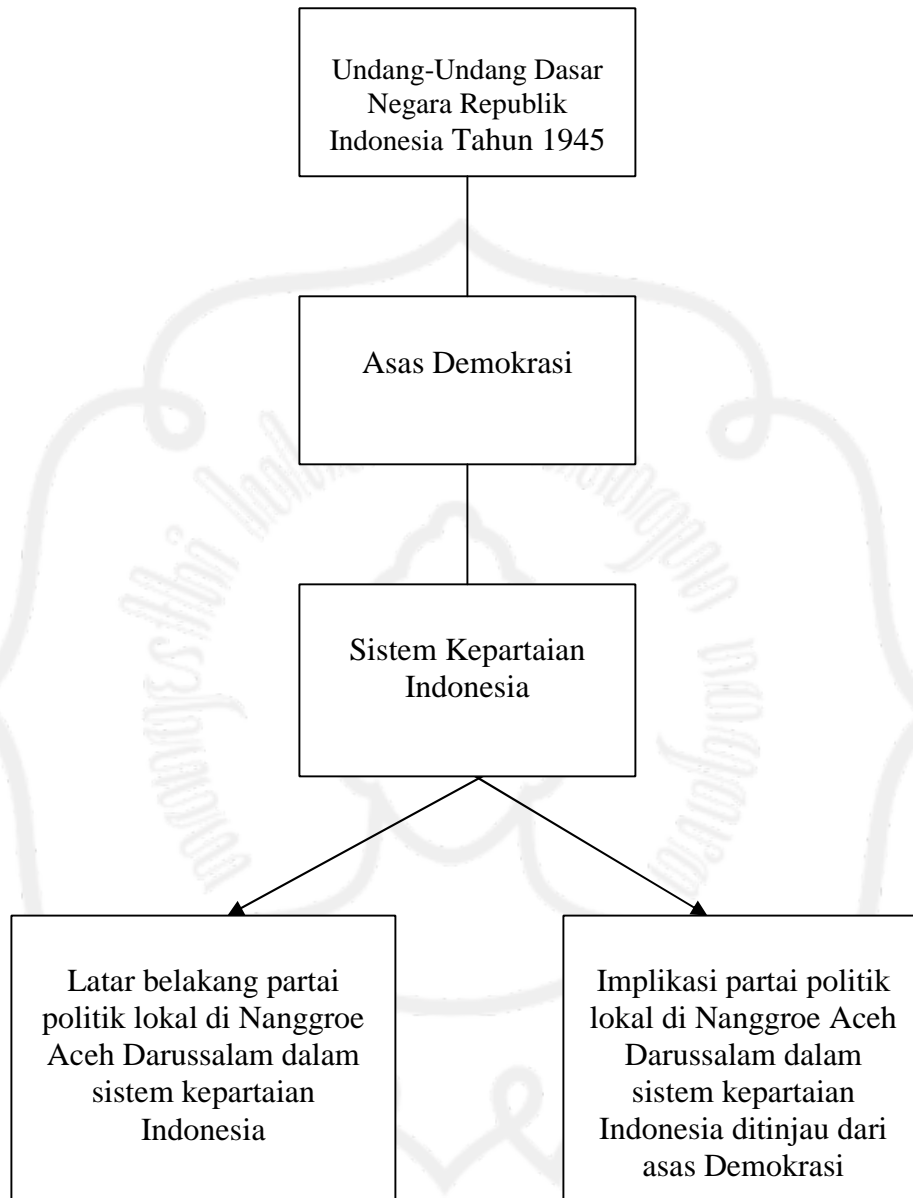 Undang-Undang Dasar
Negara Republik
Indonesia Tahun 1945
Asas Demokrasi
Sistem Kepartaian
Indonesia
Latar belakang partai
politik lokal di Nanggroe
Aceh Darussalam dalam
sistem kepartaian
Indonesia
Implikasi partai politik
lokal di Nanggroe Aceh
Darussalam dalam
sistem kepartaian
Indonesia ditinjau dari
asas Demokrasi